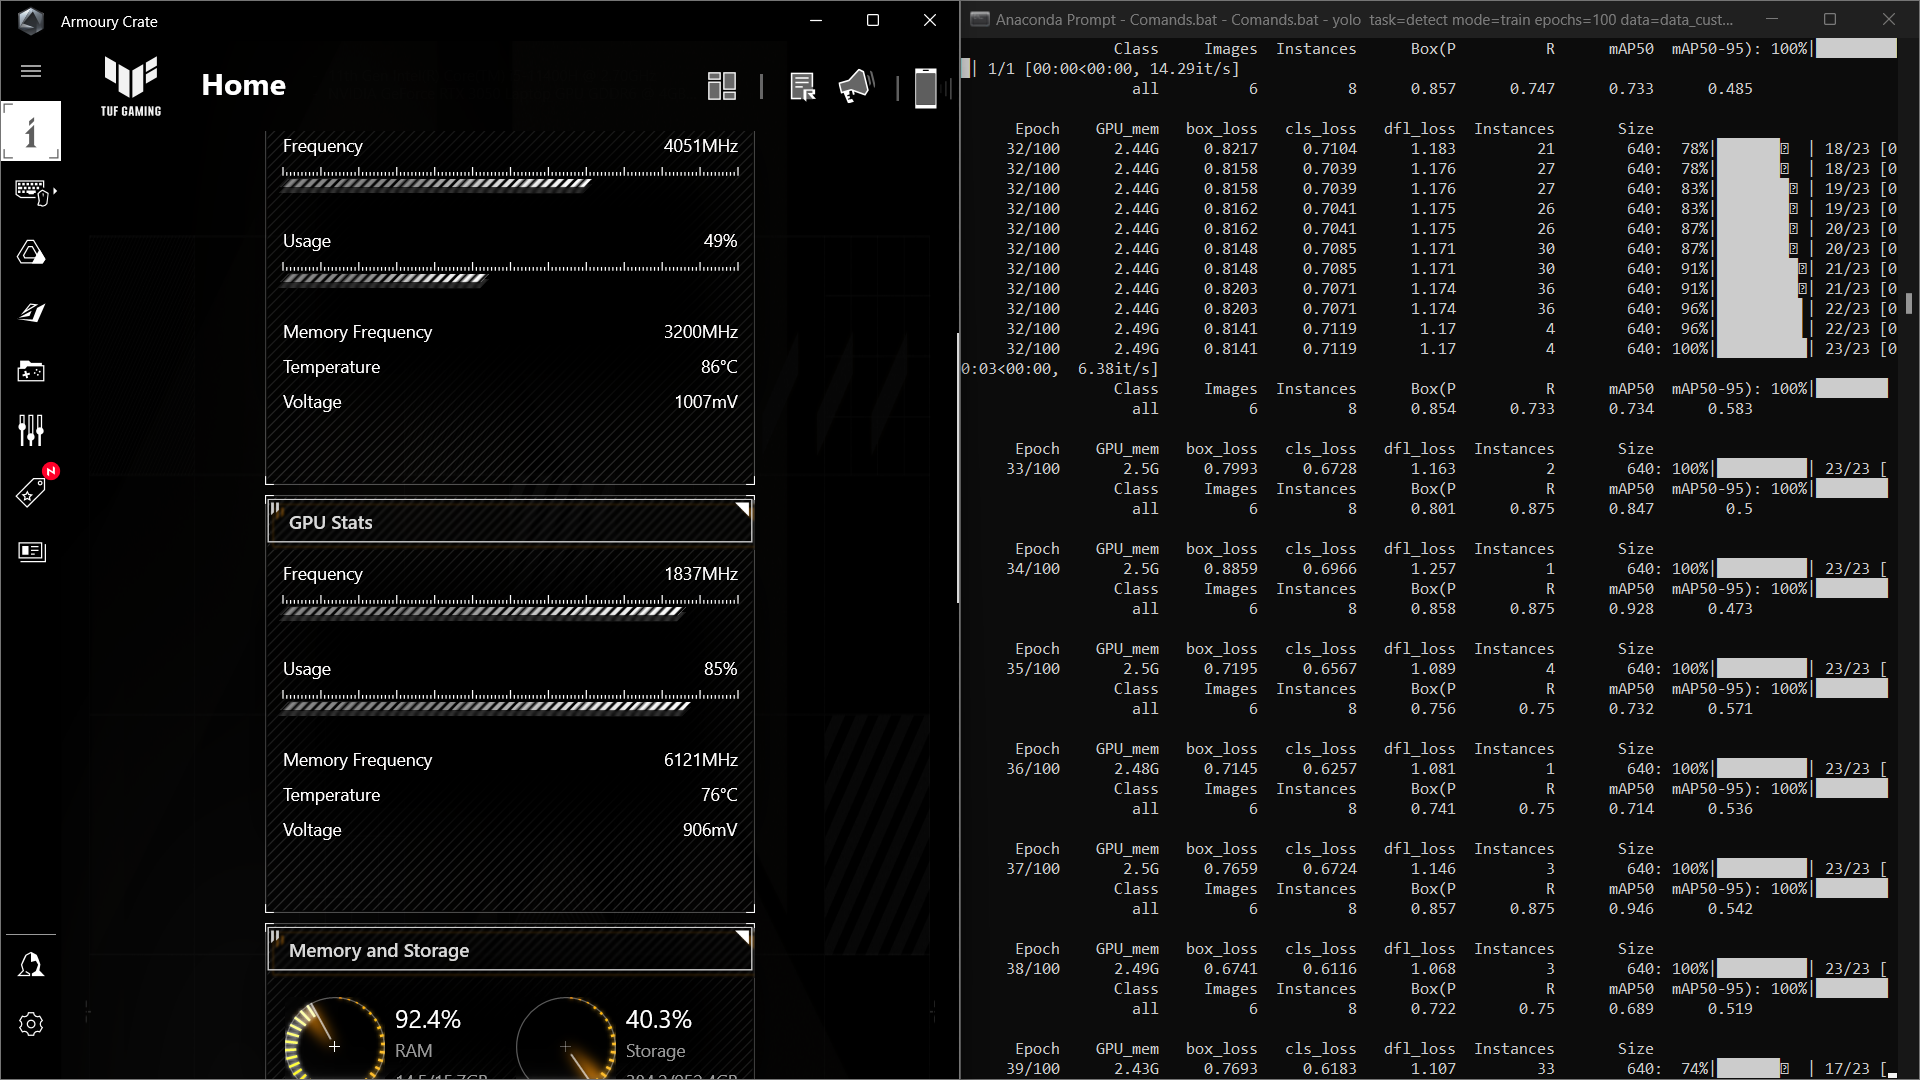 Armoury Crate
TUF GAMING
Home
Frequency 4051MHz
Usage 49%
Memory Frequency 3200MHz
Temperature 86°C
Voltage 1007mV
GPU Stats
Frequency 1837MHz
Usage 85%
Memory Frequency 6121MHz
Temperature 76°C
Voltage 906mV
Memory and Storage
92.4% 40.3%
RAM Storage
N
Anaconda Prompt - Comands.bat - Comands.bat - yolo task=detect mode=train epochs=100 data=data_cust...
Class Images Instances Box(P R mAP50 mAP50-95): 100%|
| 1/1 [00:00<00:00, 14.29it/s]
all 6 8 0.857 0.747 0.733 0.485
Epoch GPU_mem box_loss cls_loss dfl_loss Instances Size
32/100 2.44G 0.8217 0.7104 1.183 21 640: 78%| | 18/23 [0
32/100 2.44G 0.8158 0.7039 1.176 27 640: 78%| | 18/23 [0
32/100 2.44G 0.8158 0.7039 1.176 27 640: 83%| | 19/23 [0
32/100 2.44G 0.8162 0.7041 1.175 26 640: 83%| | 19/23 [0
32/100 2.44G 0.8162 0.7041 1.175 26 640: 87%| | 20/23 [0
32/100 2.44G 0.8148 0.7085 1.171 30 640: 87%| | 20/23 [0
32/100 2.44G 0.8148 0.7085 1.171 30 640: 91%| | 21/23 [0
32/100 2.44G 0.8203 0.7071 1.174 36 640: 91%| | 21/23 [0
32/100 2.44G 0.8203 0.7071 1.174 36 640: 96%| | 22/23 [0
32/100 2.49G 0.8141 0.7119 1.17 4 640: 96%| | 22/23 [0
32/100 2.49G 0.8141 0.7119 1.17 4 640: 100%| | 23/23 [0
0:03<00:00, 6.38it/s]
Class Images Instances Box(P R mAP50 mAP50-95): 100%|
all 6 8 0.854 0.733 0.734 0.583
Epoch GPU_mem box_loss cls_loss dfl_loss Instances Size
33/100 2.5G 0.7993 0.6728 1.163 2 640: 100%| | 23/23 [
Class Images Instances Box(P R mAP50 mAP50-95): 100%|
all 6 8 0.801 0.875 0.847 0.5
Epoch GPU_mem box_loss cls_loss dfl_loss Instances Size
34/100 2.5G 0.8859 0.6966 1.257 1 640: 100%| | 23/23 [
Class Images Instances Box(P R mAP50 mAP50-95): 100%|
all 6 8 0.858 0.875 0.928 0.473
Epoch GPU_mem box_loss cls_loss dfl_loss Instances Size
35/100 2.5G 0.7195 0.6567 1.089 4 640: 100%| | 23/23 [
Class Images Instances Box(P R mAP50 mAP50-95): 100%|
all 6 8 0.756 0.75 0.732 0.571
Epoch GPU_mem box_loss cls_loss dfl_loss Instances Size
36/100 2.48G 0.7145 0.6257 1.081 1 640: 100%| | 23/23 [
Class Images Instances Box(P R mAP50 mAP50-95): 100%|
all 6 8 0.741 0.75 0.714 0.536
Epoch GPU_mem box_loss cls_loss dfl_loss Instances Size
37/100 2.5G 0.7659 0.6724 1.146 3 640: 100%| | 23/23 [
Class Images Instances Box(P R mAP50 mAP50-95): 100%|
all 6 8 0.857 0.875 0.946 0.542
Epoch GPU_mem box_loss cls_loss dfl_loss Instances Size
38/100 2.49G 0.6741 0.6116 1.068 3 640: 100%| | 23/23 [
Class Images Instances Box(P R mAP50 mAP50-95): 100%|
all 6 8 0.722 0.75 0.689 0.519
Epoch GPU_mem box_loss cls_loss dfl_loss Instances Size
39/100 2.43G 0.7693 0.6183 1.107 33 640: 74%| | 17/23 [